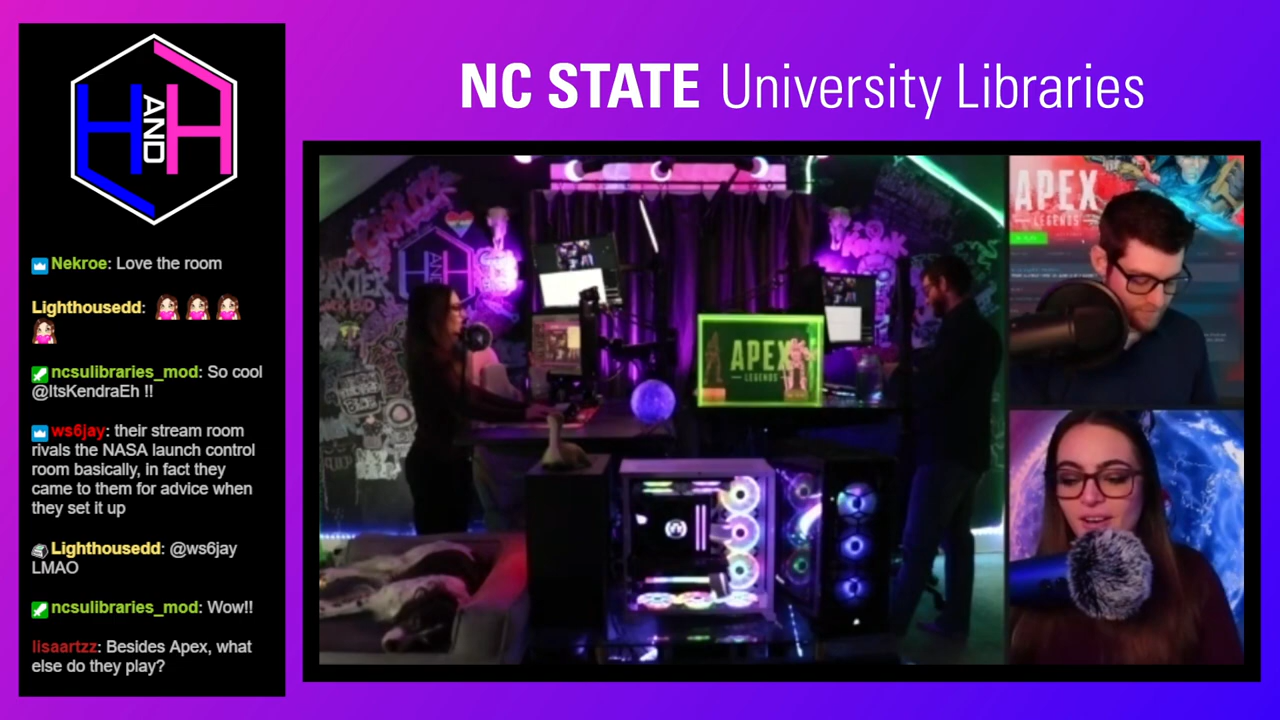 H AND H
NC STATE University Libraries
Nekroe: Love the room
Lighthousedd:
ncsulibraries_mod: So cool
@ItsKendraEh !!
ws6jay: their stream room
rivals the NASA launch control
room basically, in fact they
came to them for advice when
they set it up
Lighthousedd: @ws6jay
LMAO
ncsulibraries_mod: Wow!!
lisaartzz: Besides Apex, what
else do they play?
H AND H
APEX
LEGENDS
APEX
LEGENDS